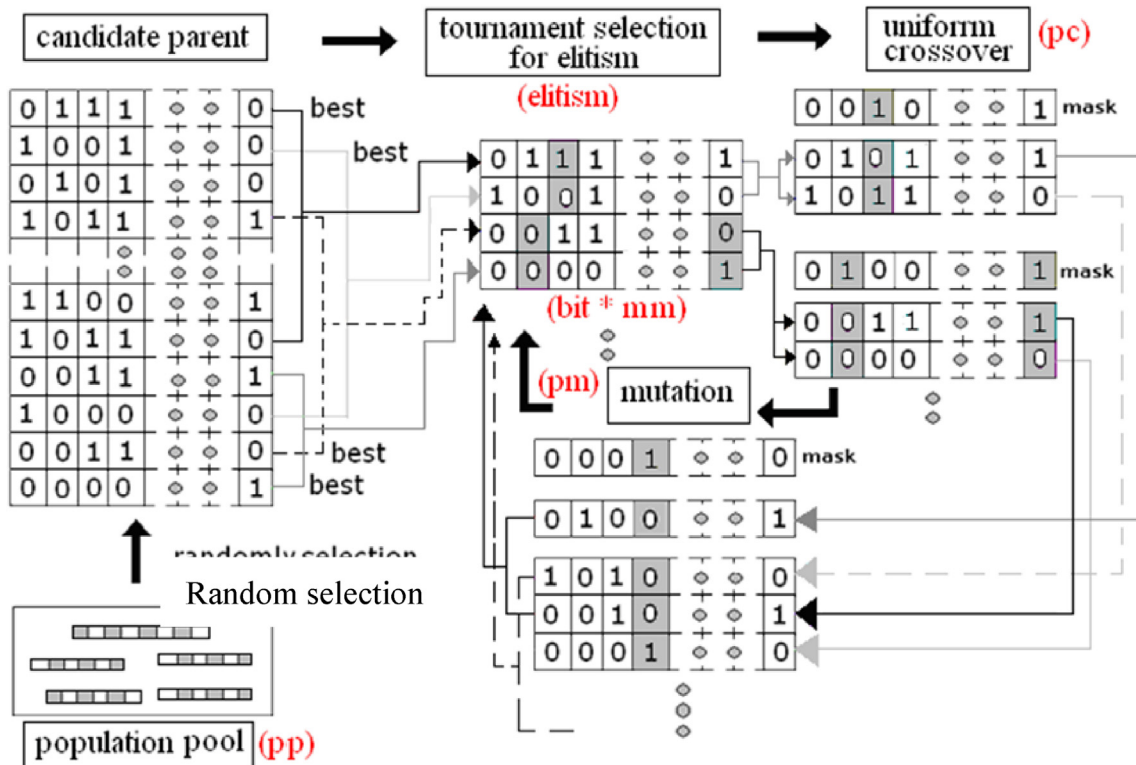 candidate parent
tournament selection
for elitism
(elitism)
uniform
crossover
(pc)
0 1 1 1 0
best
1 0 0 1 0
best
0 1 0 1 0
1 0 1 1 1
1 1 0 0 1
1 0 1 1 0
0 0 1 1 1
1 0 0 0 0
0 0 1 1 0
best
0 0 0 0 1
best
0 1 1 1 1
1 0 0 1 0
0 0 1 1 0
0 0 0 0 1
(bit * mm)
0 0 1 0 1
mask
0 1 0 1 1
1 0 1 1 0
0 1 0 0 1
mask
0 0 1 1 1
0 0 0 0 0
(pm)
mutation
0 0 0 1 0
mask
0 1 0 0 1
1 0 1 0 0
0 0 1 0 1
0 0 0 1 0
randomly selection
Random selection
population pool
(pp)